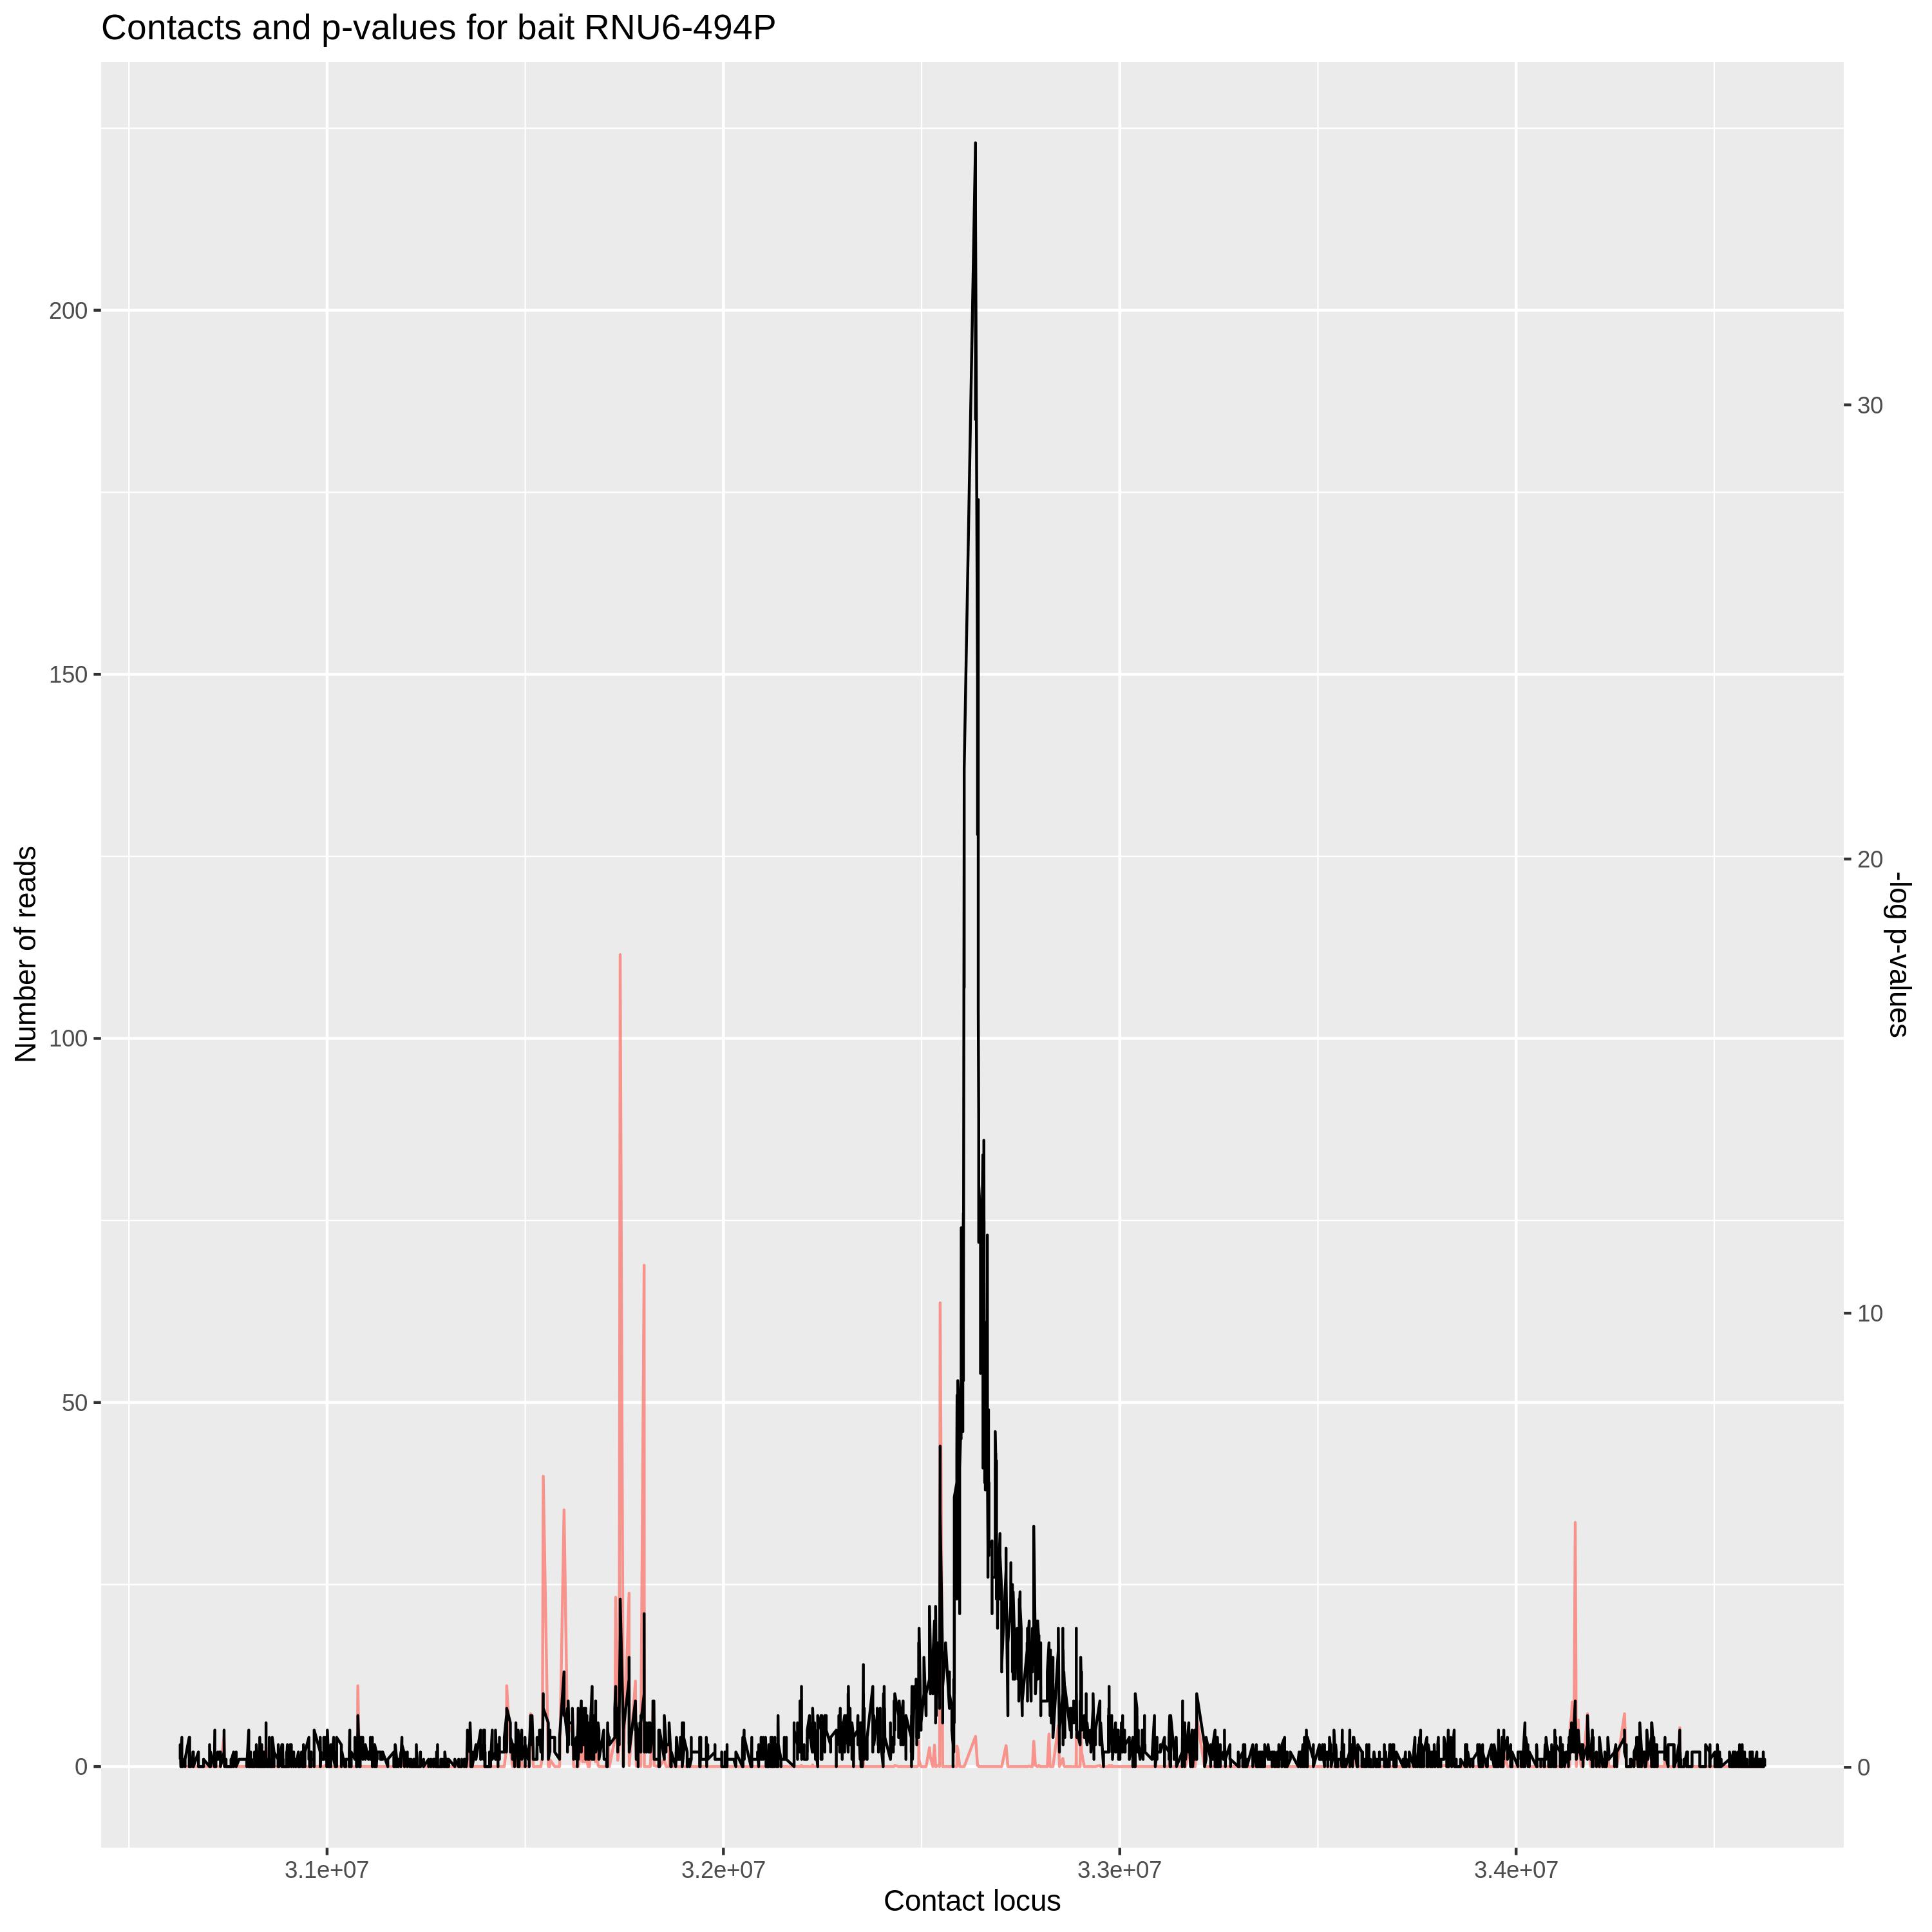 Contacts and p-values for bait RNU6-494P
200
150
100
50
0
Number of reads
30
20
10
0
-log p-values
3.1e+07
3.2e+07
3.3e+07
3.4e+07
Contact locus